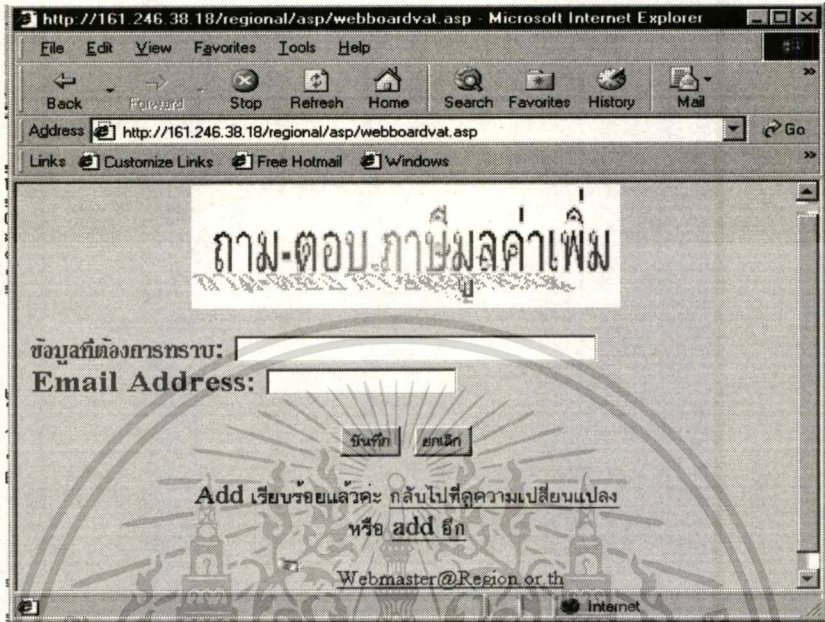 http://161.246.38.18/regional/asp/webboardvat.asp - Microsoft Internet Explorer
File Edit View Favorites Tools Help
Back Forward Stop Refresh Home Search Favorites History Mail
Address http://161.246.38.18/regional/asp/webboardvat.asp Go
Links Customize Links Free Hotmail Windows
ถาม-ตอบ ภาษีมูลค่าเพิ่ม
ข้อมูลที่ต้องการทราบ:
Email Address:
บันทึก ยกเลิก
Add เรียบร้อยแล้วค่ะ กลับไปที่ดูความเปลี่ยนแปลง
หรือ add อีก
Webmaster@Region.or.th
Internet